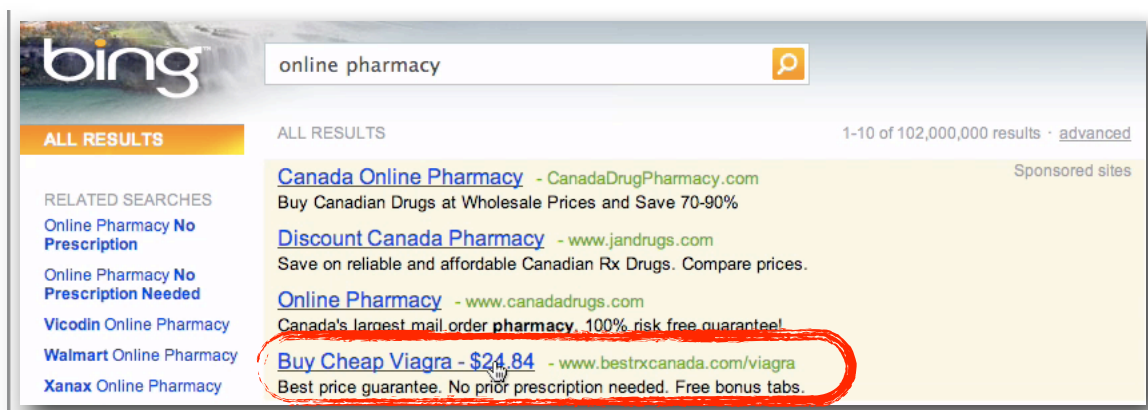 bing™
online pharmacy
ALL RESULTS
ALL RESULTS
1-10 of 102,000,000 results · advanced
RELATED SEARCHES
Online Pharmacy No
Prescription
Online Pharmacy No
Prescription Needed
Vicodin Online Pharmacy
Walmart Online Pharmacy
Xanax Online Pharmacy
Sponsored sites
Canada Online Pharmacy - CanadaDrugPharmacy.com
Buy Canadian Drugs at Wholesale Prices and Save 70-90%
Discount Canada Pharmacy - www.jandrugs.com
Save on reliable and affordable Canadian Rx Drugs. Compare prices.
Online Pharmacy - www.canadadrugs.com
Canada's largest mail order pharmacy. 100% risk free guarantee!
Buy Cheap Viagra - $24.84 - www.bestrxcanada.com/viagra
Best price guarantee. No prior prescription needed. Free bonus tabs.